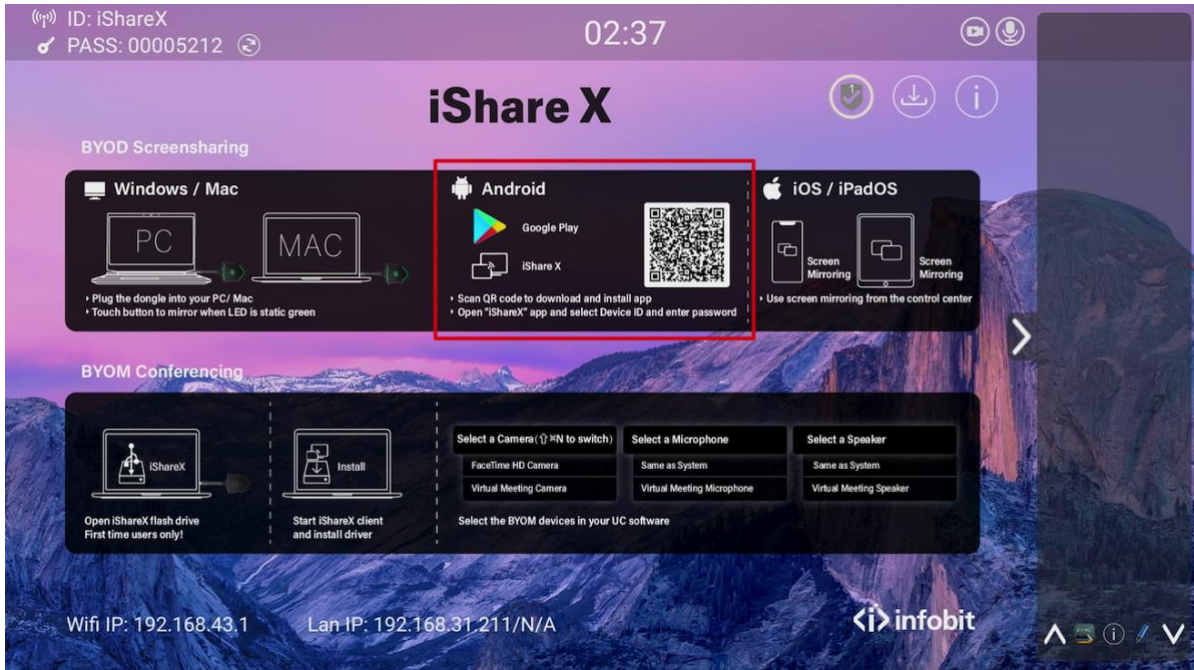 ID: iShareX
PASS: 00005212
02:37
iShare X
1
BYOD Screensharing
Windows / Mac
PC
MAC
‣ Plug the dongle into your PC/ Mac
‣ Touch button to mirror when LED is static green
Android
Google Play
iShare X
‣ Scan QR code to download and install app
‣ Open "iShareX" app and select Device ID and enter password
iOS / iPadOS
Screen
Mirroring
Screen
Mirroring
‣ Use screen mirroring from the control center
BYOM Conferencing
iShareX
Open iShareX flash drive
First time users only!
Install
Start iShareX client
and install driver
Select a Camera(⇧⌘N to switch)
FaceTime HD Camera
Virtual Meeting Camera
Select a Microphone
Same as System
Virtual Meeting Microphone
Select a Speaker
Same as System
Virtual Meeting Speaker
Select the BYOM devices in your UC software
Wifi IP: 192.168.43.1
Lan IP: 192.168.31.211/N/A
<i> infobit